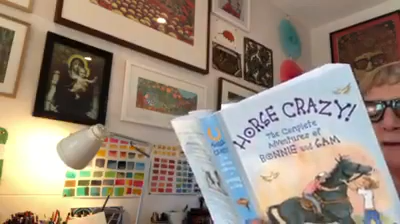 HORSE CRAZY!
The Complete
Adventures of
BONNIE and SAM